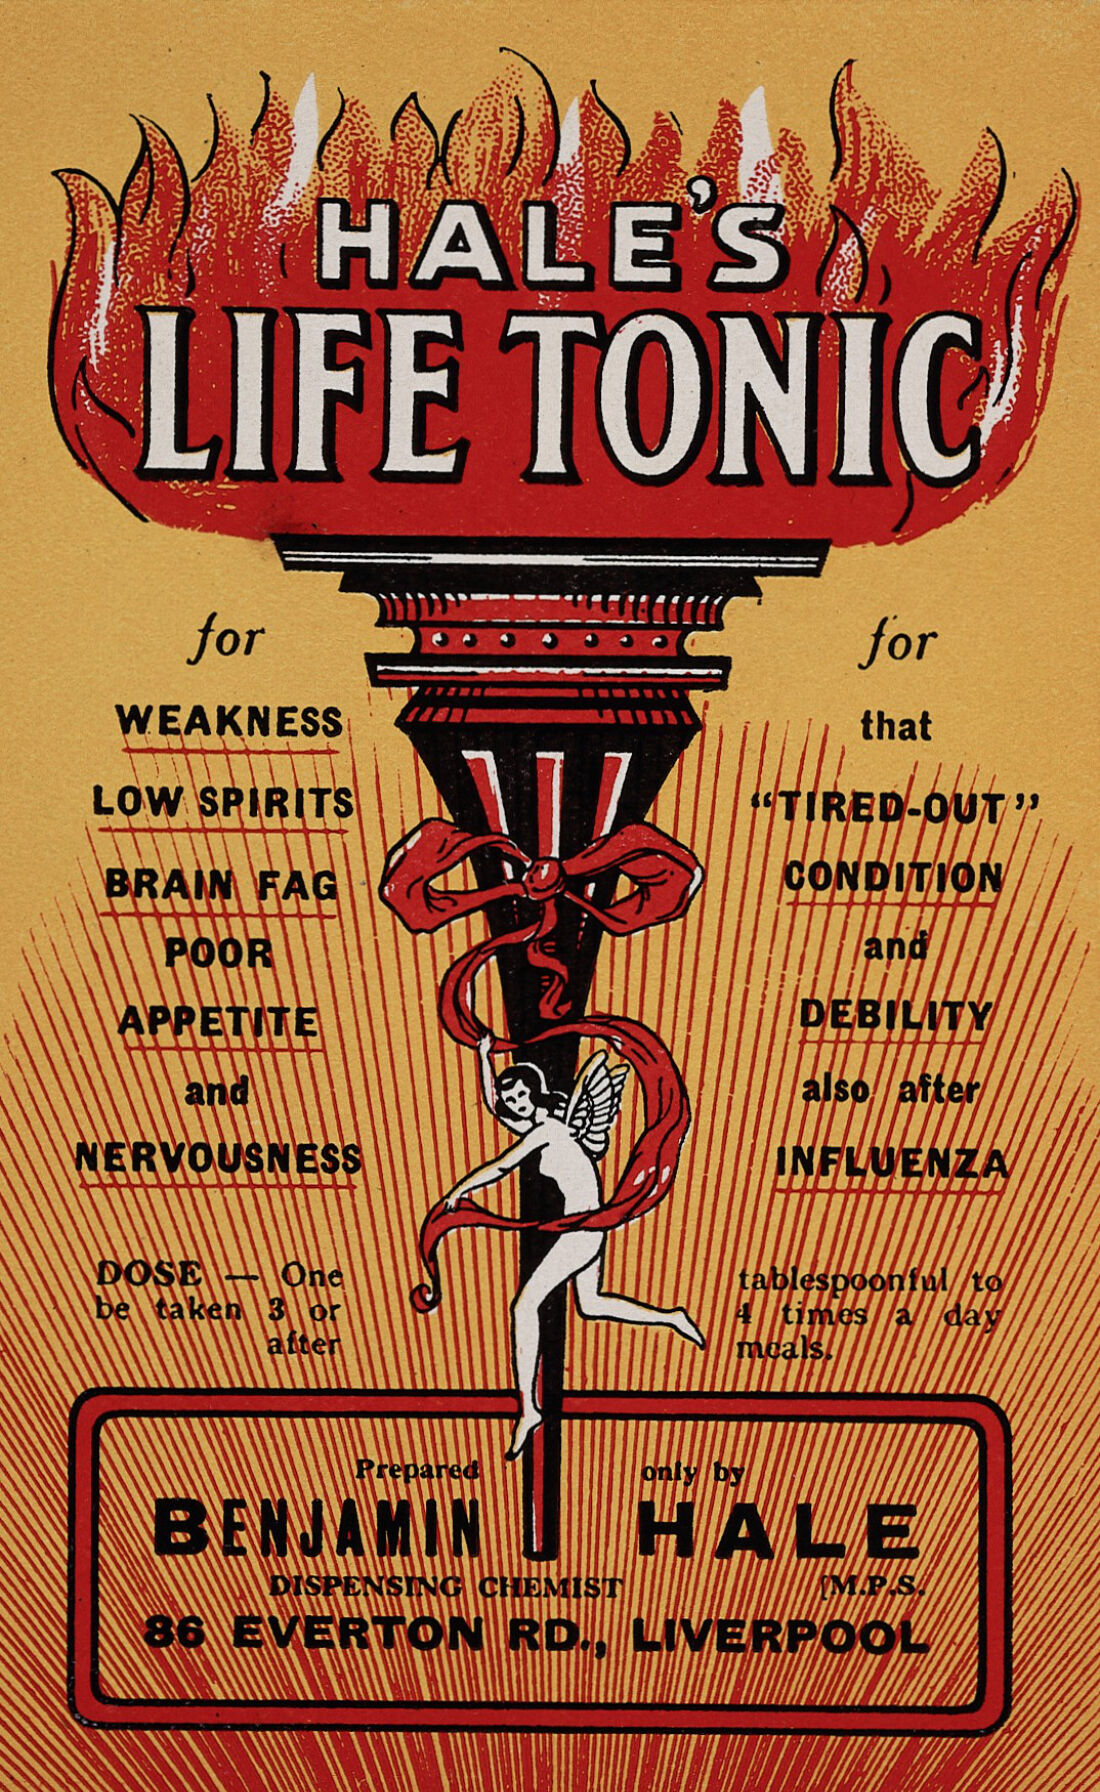 HALE'S
LIFE TONIC
for
WEAKNESS
LOW SPIRITS
BRAIN FAG
POOR
APPETITE
and
NERVOUSNESS
for
that
"TIRED-OUT"
CONDITION
and
DEBILITY
also after
INFLUENZA
DOSE — One tablespoonful to
be taken 3 or 4 times a day
after meals.
Prepared only by
BENJAMIN HALE
DISPENSING CHEMIST [M.P.S.
86 EVERTON RD., LIVERPOOL